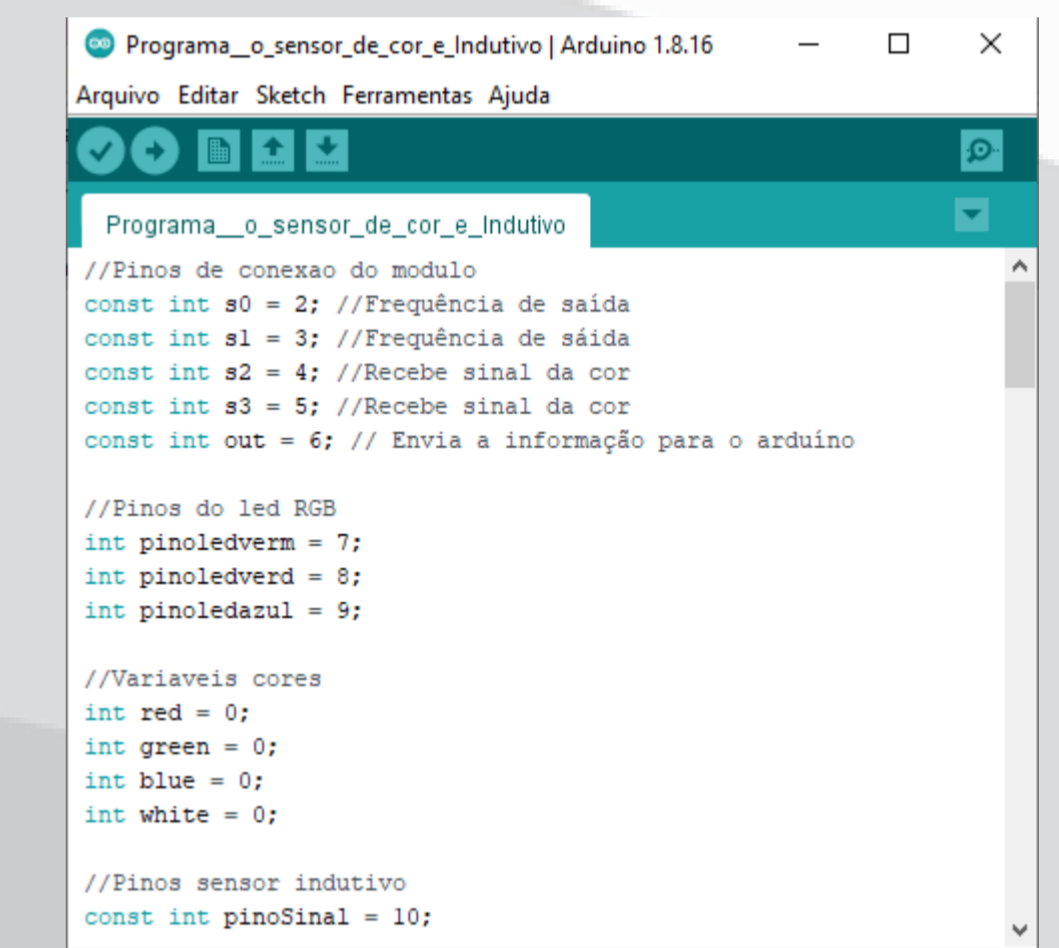 Programa__o_sensor_de_cor_e_Indutivo | Arduino 1.8.16
Arquivo Editar Sketch Ferramentas Ajuda
Programa__o_sensor_de_cor_e_Indutivo
//Pinos de conexao do modulo
const int s0 = 2; //Frequência de saída
const int s1 = 3; //Frequência de sáida
const int s2 = 4; //Recebe sinal da cor
const int s3 = 5; //Recebe sinal da cor
const int out = 6; // Envia a informação para o arduíno
//Pinos do led RGB
int pinoledverm = 7;
int pinoledverd = 8;
int pinoledazul = 9;
//Variaveis cores
int red = 0;
int green = 0;
int blue = 0;
int white = 0;
//Pinos sensor indutivo
const int pinoSinal = 10;